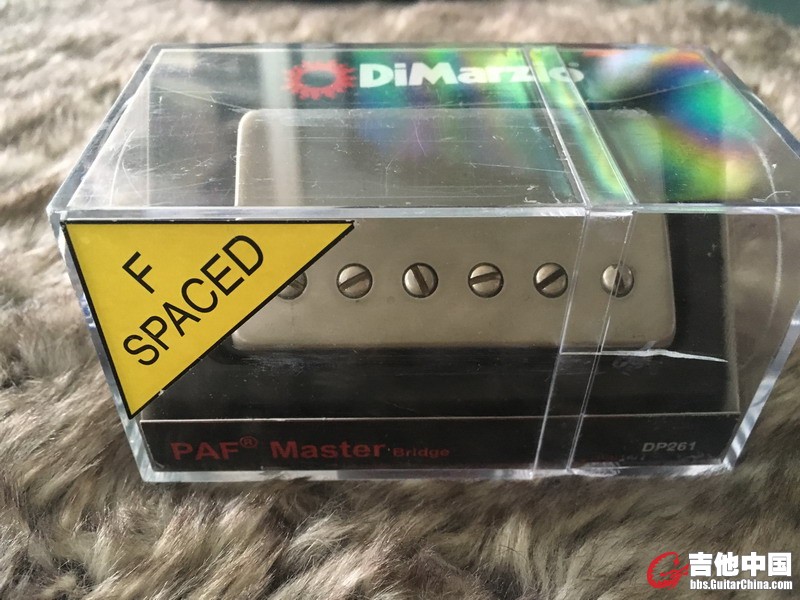 DiMarzio
F
SPACED
PAF® Master Bridge
DP261
吉他中国
bbs.GuitarChina.com